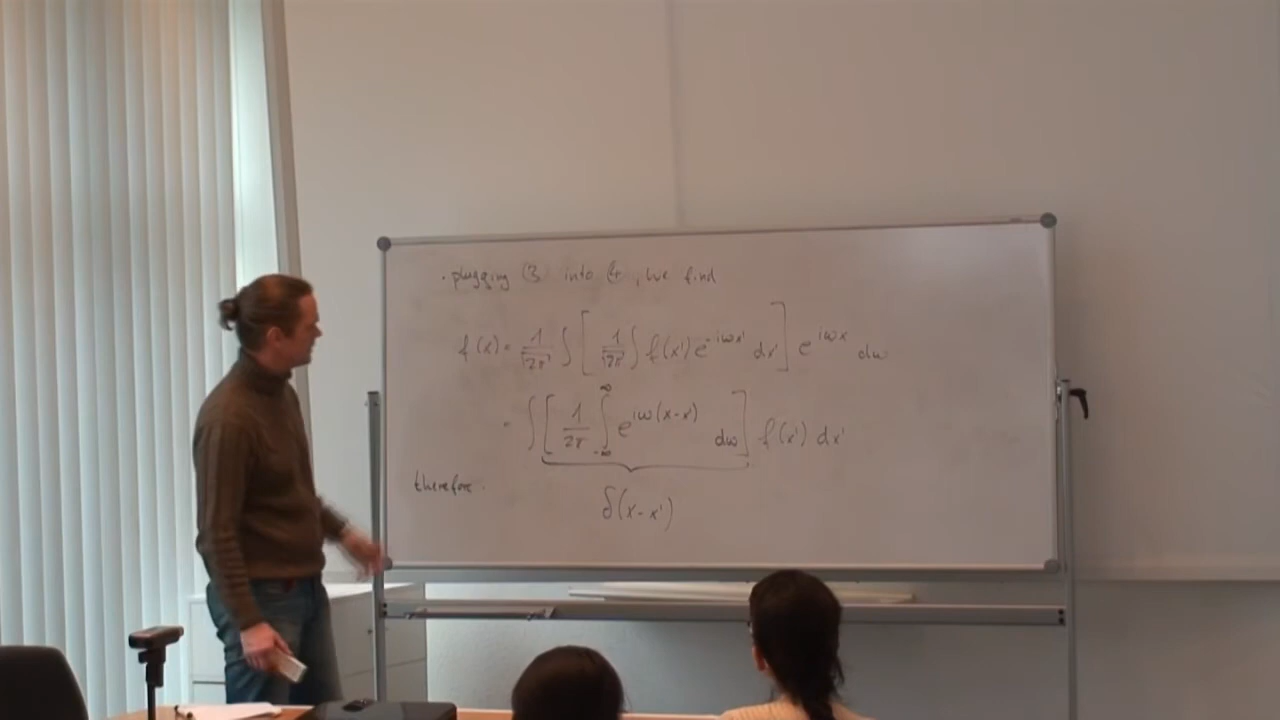 · plugging (3) into 4 , we find
f(x) = 1/√2π ∫ [ 1/√2π ∫ f(x') e^{-iωx'} dx' ] e^{iωx} dω
= ∫ [ 1/2π ∫_{-∞}^{∞} e^{iω(x-x')} dω ] f(x') dx'
therefore:
δ(x-x')